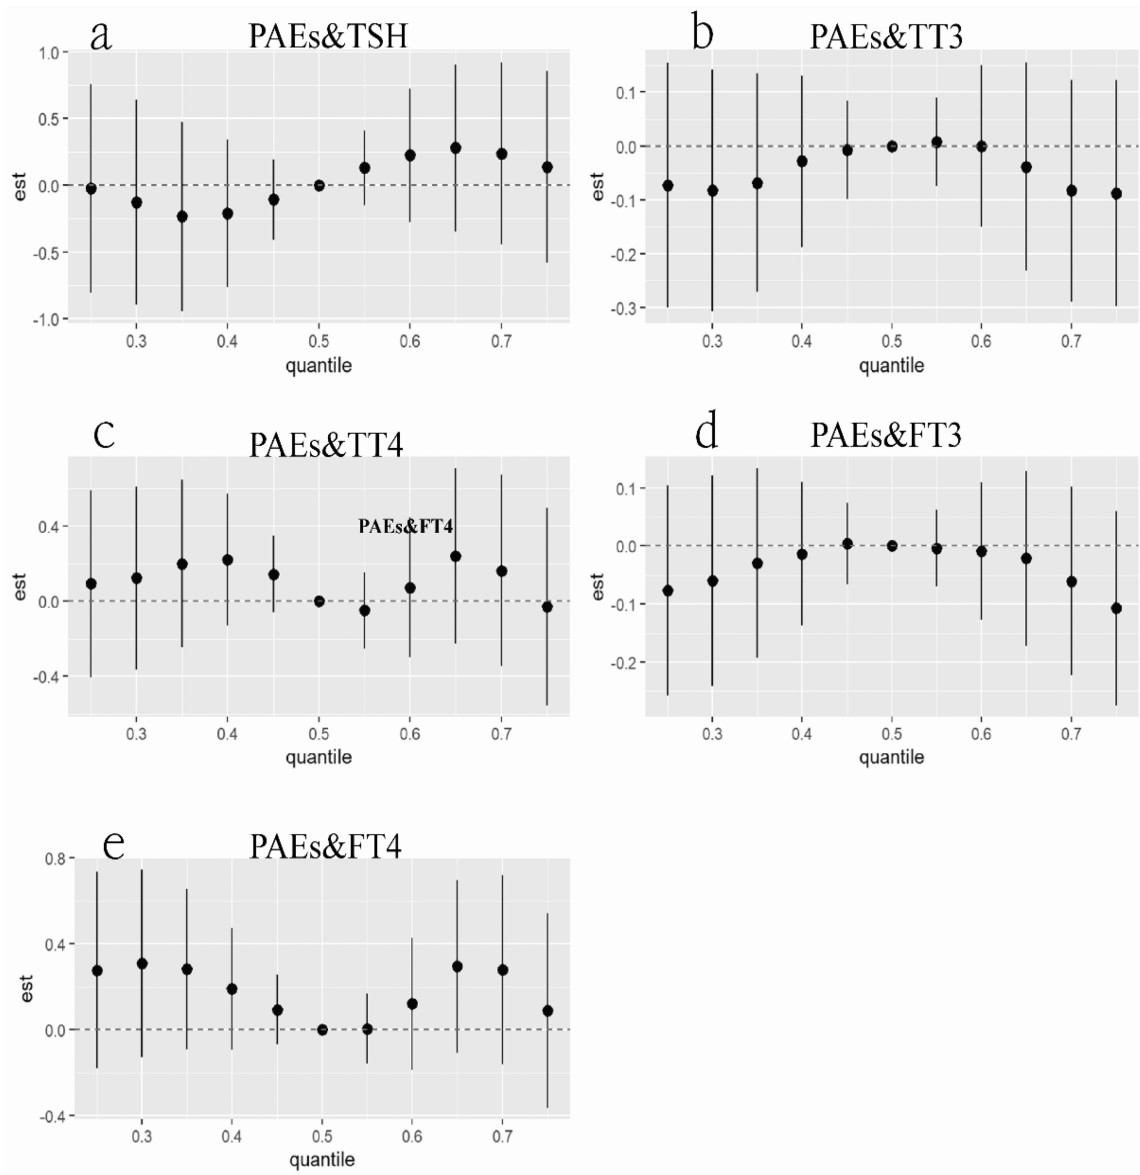 a PAEs&TSH
1.0
0.5
0.0
-0.5
-1.0
est
0.3 0.4 0.5 0.6 0.7
quantile
b PAEs&TT3
0.1
0.0
-0.1
-0.2
-0.3
est
0.3 0.4 0.5 0.6 0.7
quantile
c PAEs&TT4
PAEs&FT4
0.4
0.0
-0.4
est
0.3 0.4 0.5 0.6 0.7
quantile
d PAEs&FT3
0.1
0.0
-0.1
-0.2
est
0.3 0.4 0.5 0.6 0.7
quantile
e PAEs&FT4
0.8
0.4
0.0
-0.4
est
0.3 0.4 0.5 0.6 0.7
quantile